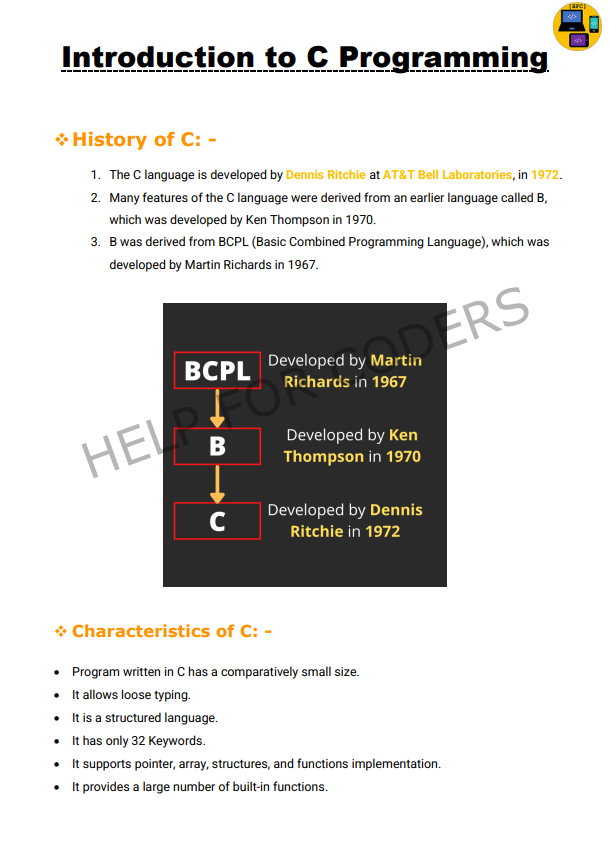 {HFC}
Introduction to C Programming
❖ History of C: -
1. The C language is developed by Dennis Ritchie at AT&T Bell Laboratories, in 1972.
2. Many features of the C language were derived from an earlier language called B,
which was developed by Ken Thompson in 1970.
3. B was derived from BCPL (Basic Combined Programming Language), which was
developed by Martin Richards in 1967.
HELP FOR CODERS
BCPL
Developed by Martin
Richards in 1967
B
Developed by Ken
Thompson in 1970
C
Developed by Dennis
Ritchie in 1972
❖ Characteristics of C: -
• Program written in C has a comparatively small size.
• It allows loose typing.
• It is a structured language.
• It has only 32 Keywords.
• It supports pointer, array, structures, and functions implementation.
• It provides a large number of built-in functions.